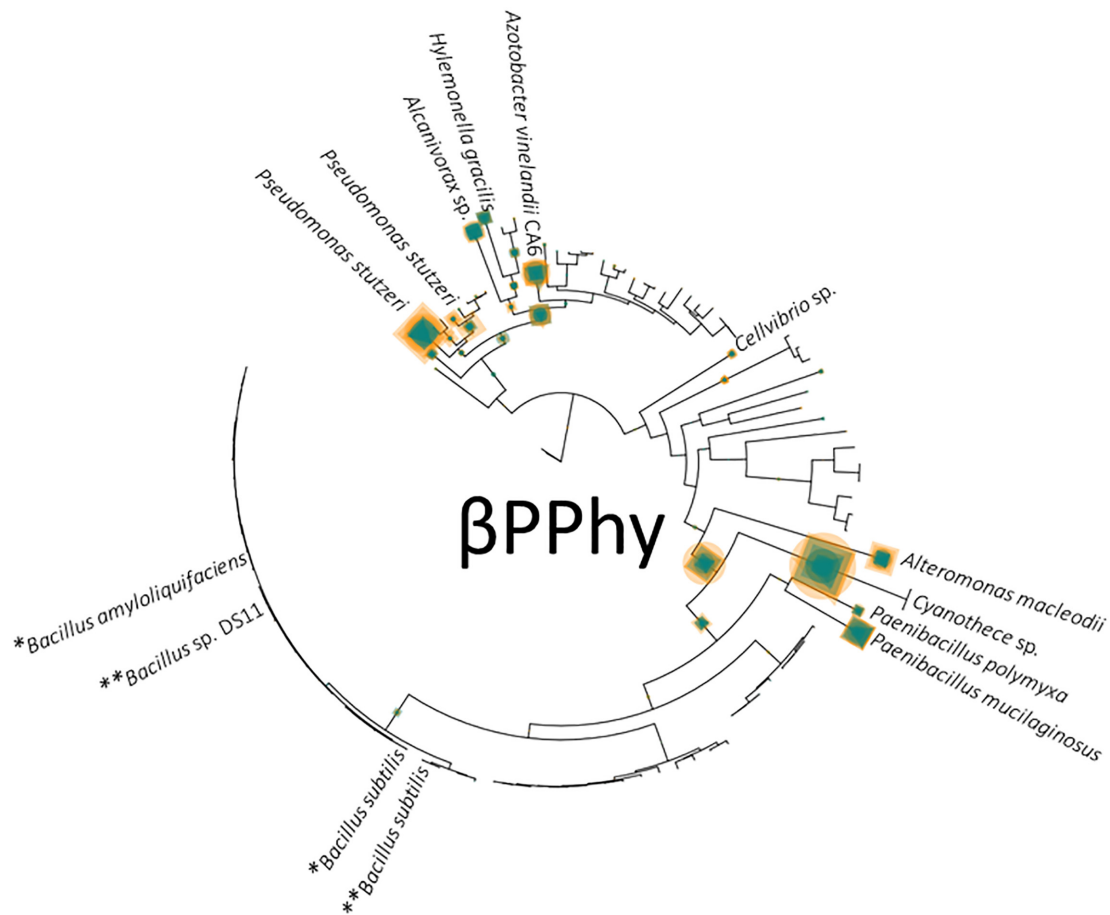 Azotobacter vinelandii CA6
Hylemonella gracilis
Alcanivorax sp.
Pseudomonas stutzeri
Pseudomonas stutzeri
Cellvibrio sp.
βPPhy
Alteromonas macleodii
Cyanothece sp.
Paenibacillus polymyxa
Paenibacillus mucilaginosus
*Bacillus amyloliquifaciens
**Bacillus sp. DS11
*Bacillus subtilis
**Bacillus subtilis